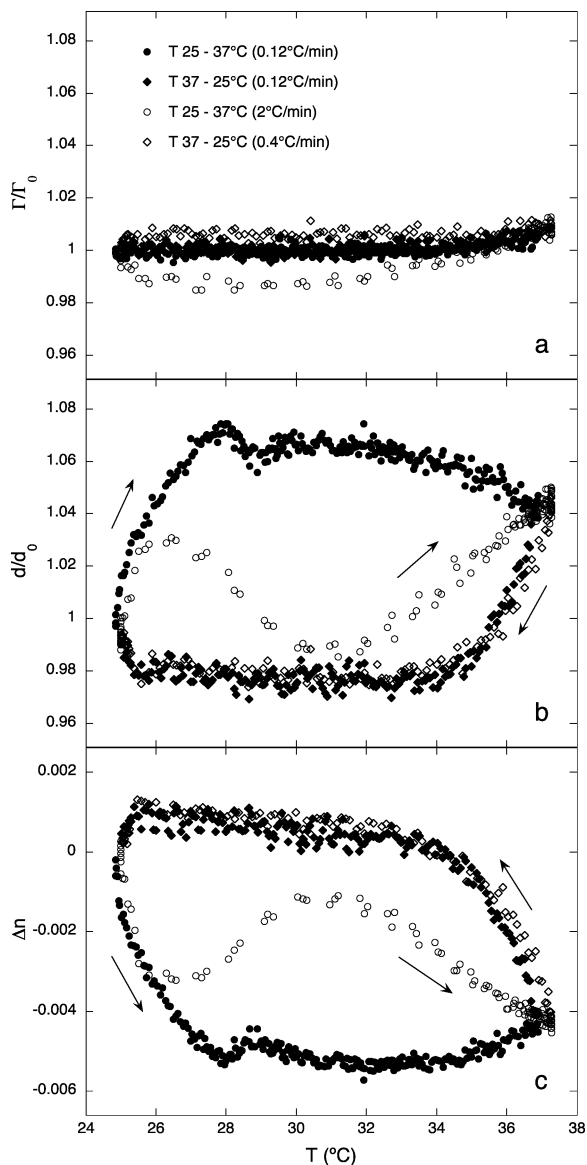 1.08
T 25 - 37°C (0.12°C/min)
1.06
T 37 - 25°C (0.12°C/min)
T 25 - 37°C (2°C/min)
1.04
T 37 - 25°C (0.4°C/min)
1.02
Γ/Γ0
1
0.98
0.96
a
1.08
1.06
1.04
d/d0
1.02
1
0.98
0.96
b
0.002
0
Δn
-0.002
-0.004
-0.006
c
24 26 28 30 32 34 36 38
T (ºC)